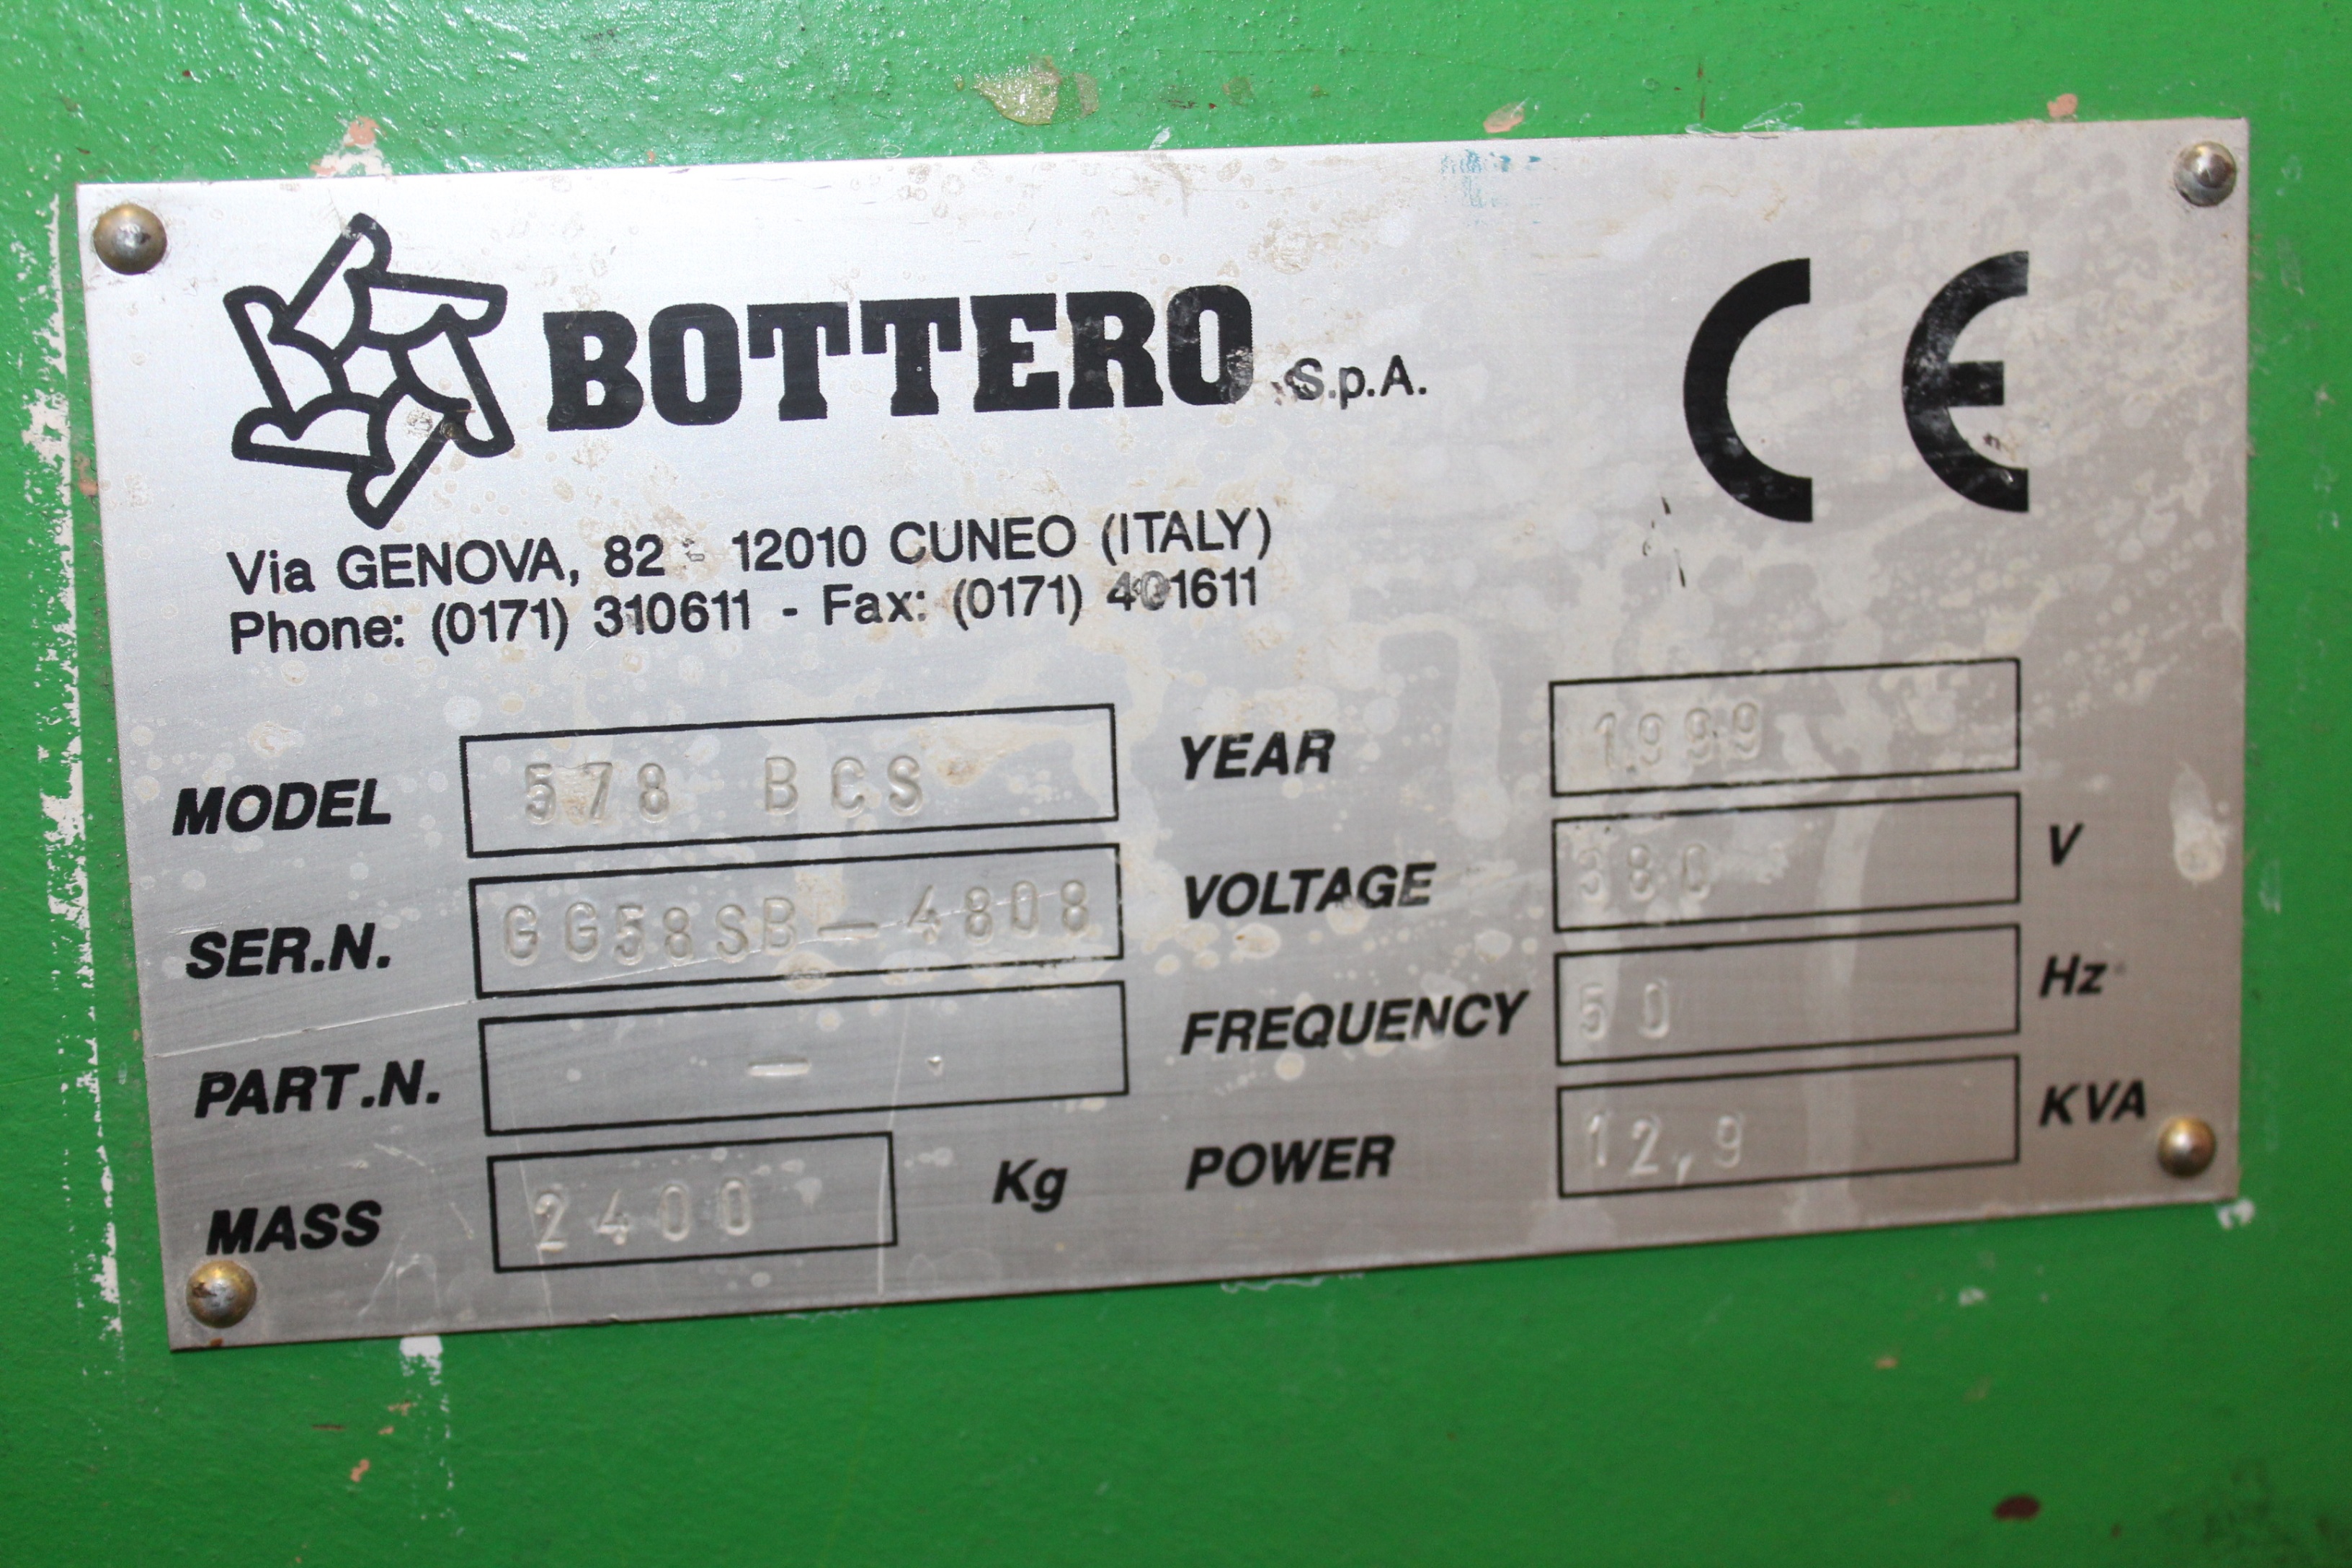 BOTTERO S.p.A. CE
Via GENOVA, 82 - 12010 CUNEO (ITALY)
Phone: (0171) 310611 - Fax: (0171) 401611
MODEL 578 BCS
SER.N. GG58SB-4808
PART.N. -
MASS 2400 Kg
YEAR 1999
VOLTAGE 380 V
FREQUENCY 50 Hz
POWER 12,9 KVA